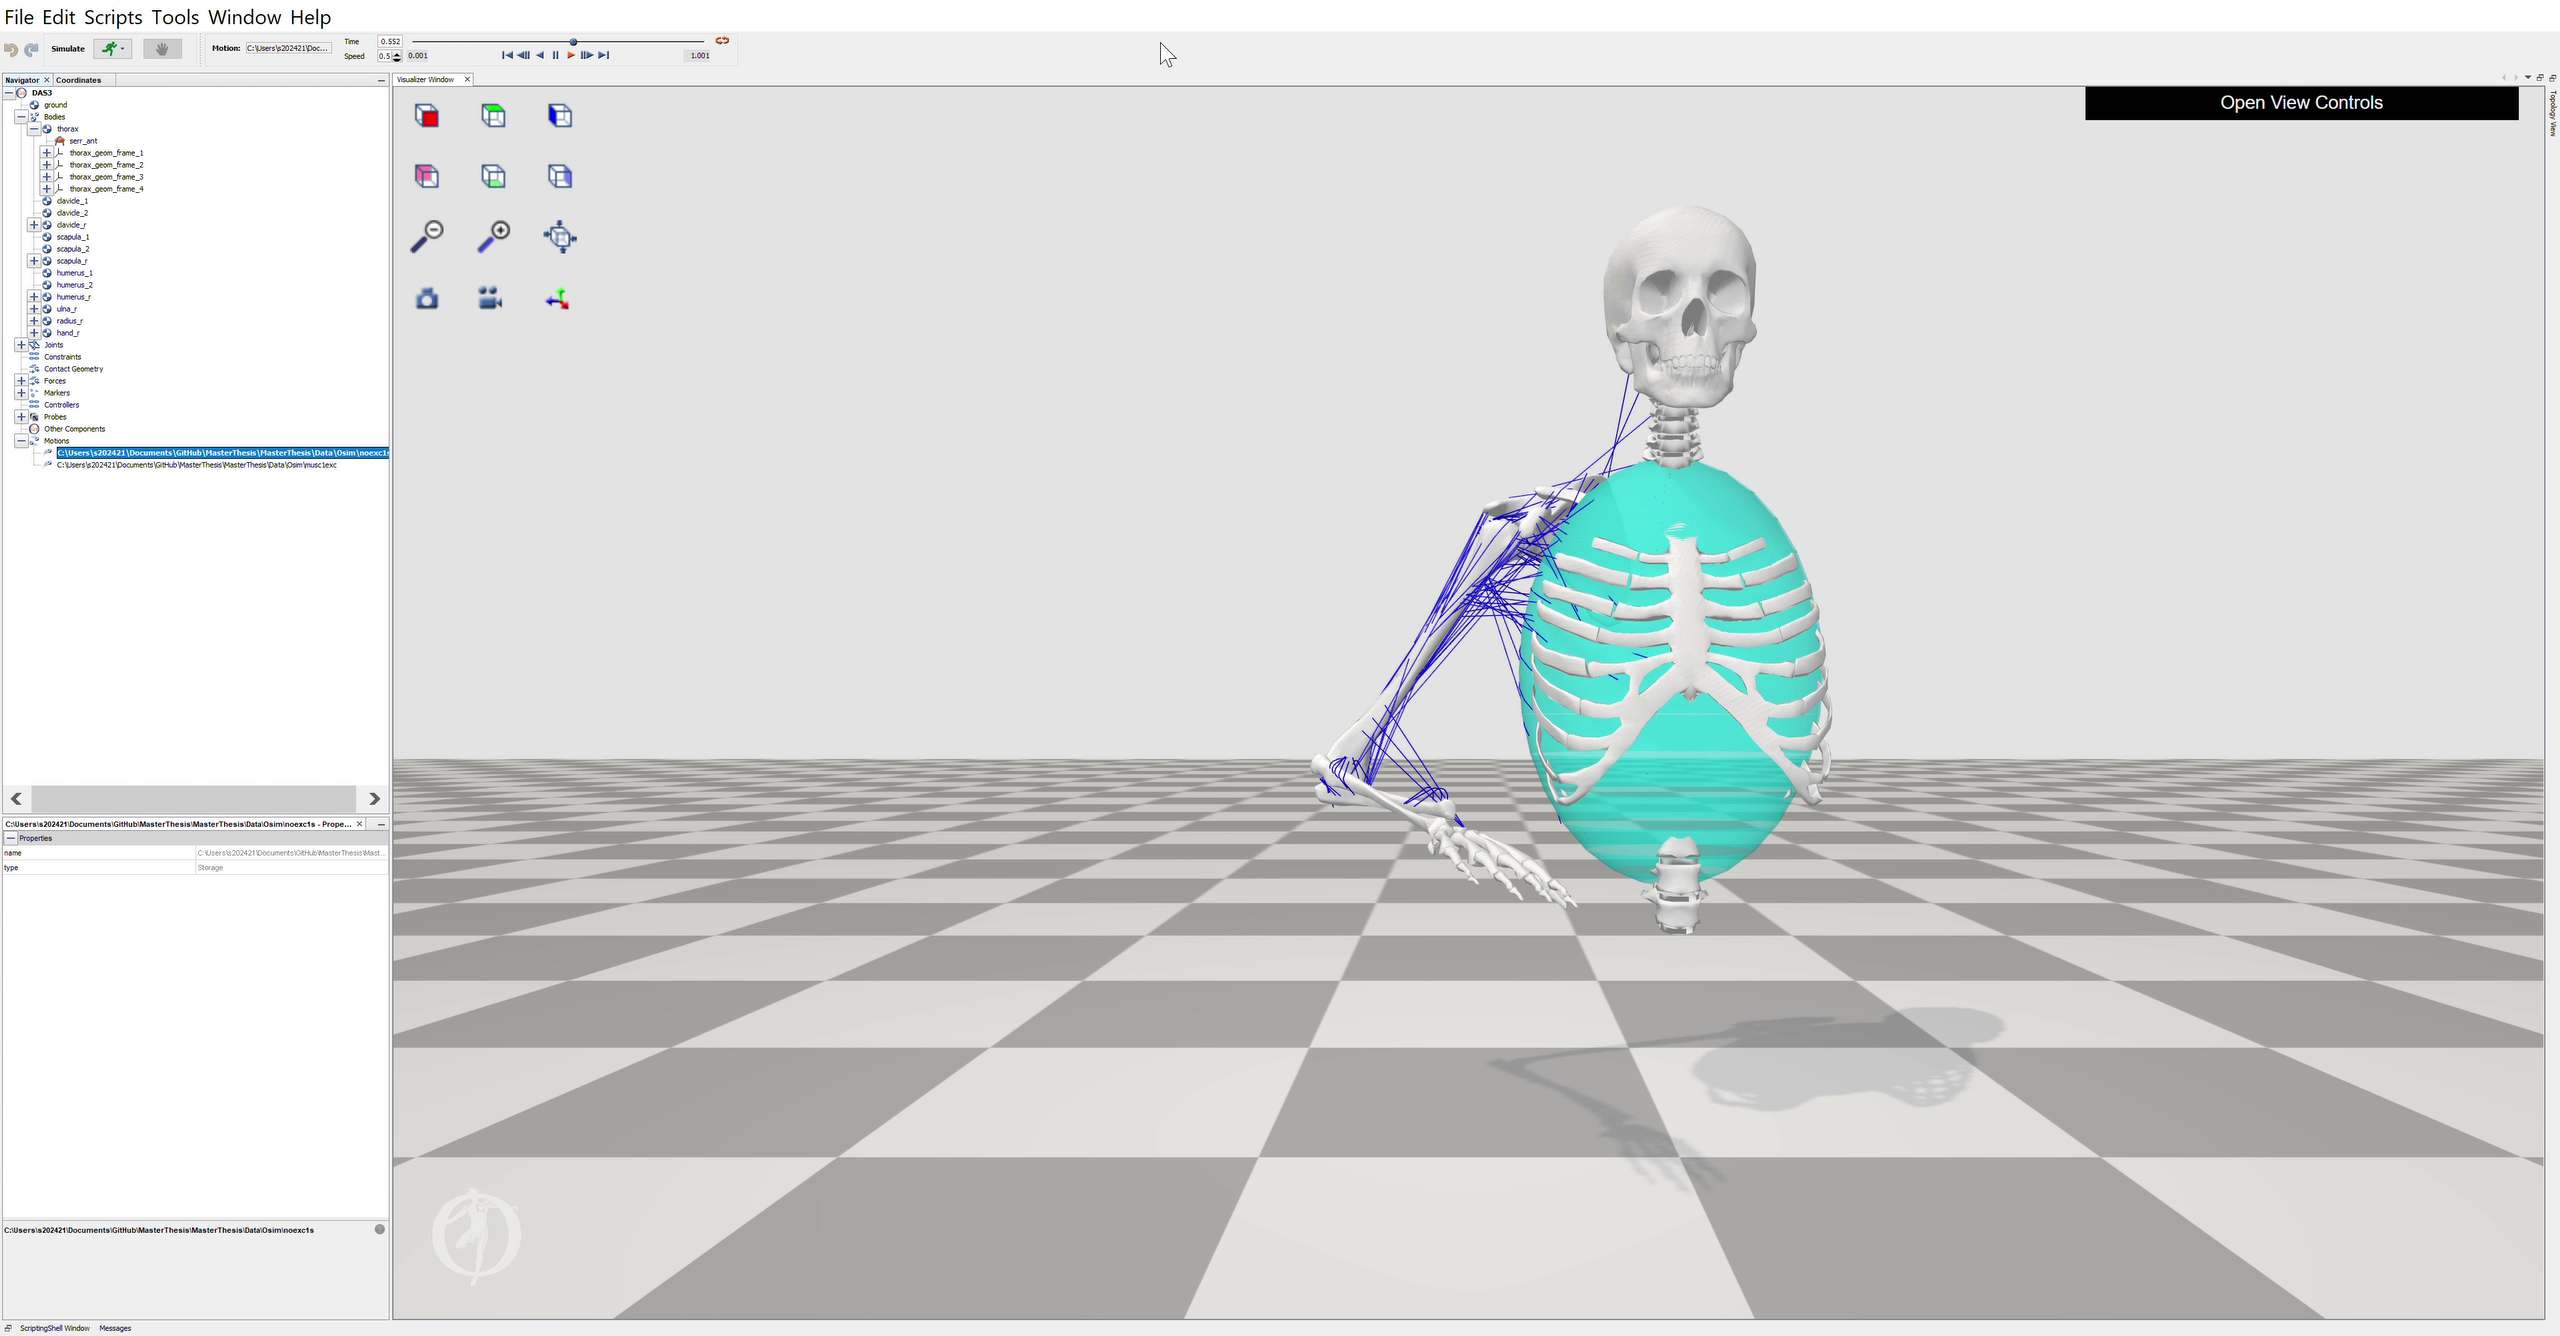 File Edit Scripts Tools Window Help
Simulate
Motion: C:\Users\s202421\Doc...
Time 0.552
Speed 0.5 0.001 1.001
Navigator Coordinates
Visualizer Window
DAS3
ground
Bodies
thorax
serr_ant
thorax_geom_frame_1
thorax_geom_frame_2
thorax_geom_frame_3
thorax_geom_frame_4
clavicle_1
clavicle_2
clavicle_r
scapula_1
scapula_2
scapula_r
humerus_1
humerus_2
humerus_r
ulna_r
radius_r
hand_r
Joints
Constraints
Contact Geometry
Forces
Markers
Controllers
Probes
Other Components
Motions
C:\Users\s202421\Documents\GitHub\MasterThesis\MasterThesis\Data\Osim\noexc1s
C:\Users\s202421\Documents\GitHub\MasterThesis\MasterThesis\Data\Osim\musc1exc
Open View Controls
Topology View
C:\Users\s202421\Documents\GitHub\MasterThesis\MasterThesis\Data\Osim\noexc1s - Prope...
Properties
name C:\Users\s202421\Documents\GitHub\MasterThesis\Mast...
type Storage
C:\Users\s202421\Documents\GitHub\MasterThesis\MasterThesis\Data\Osim\noexc1s
ScriptingShell Window Messages